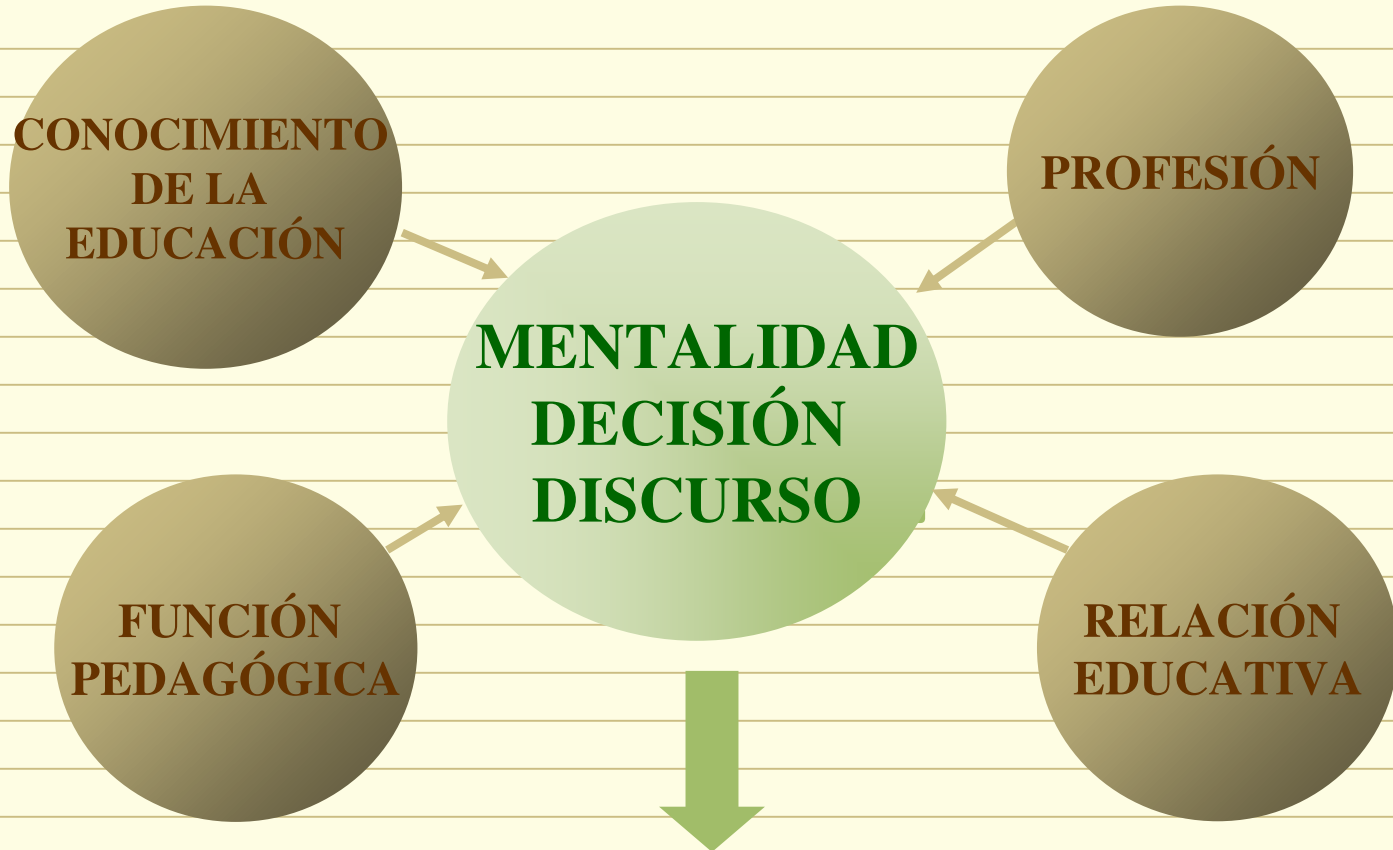 CONOCIMIENTO
DE LA
EDUCACIÓN
PROFESIÓN
MENTALIDAD
DECISIÓN
DISCURSO
FUNCIÓN
PEDAGÓGICA
RELACIÓN
EDUCATIVA